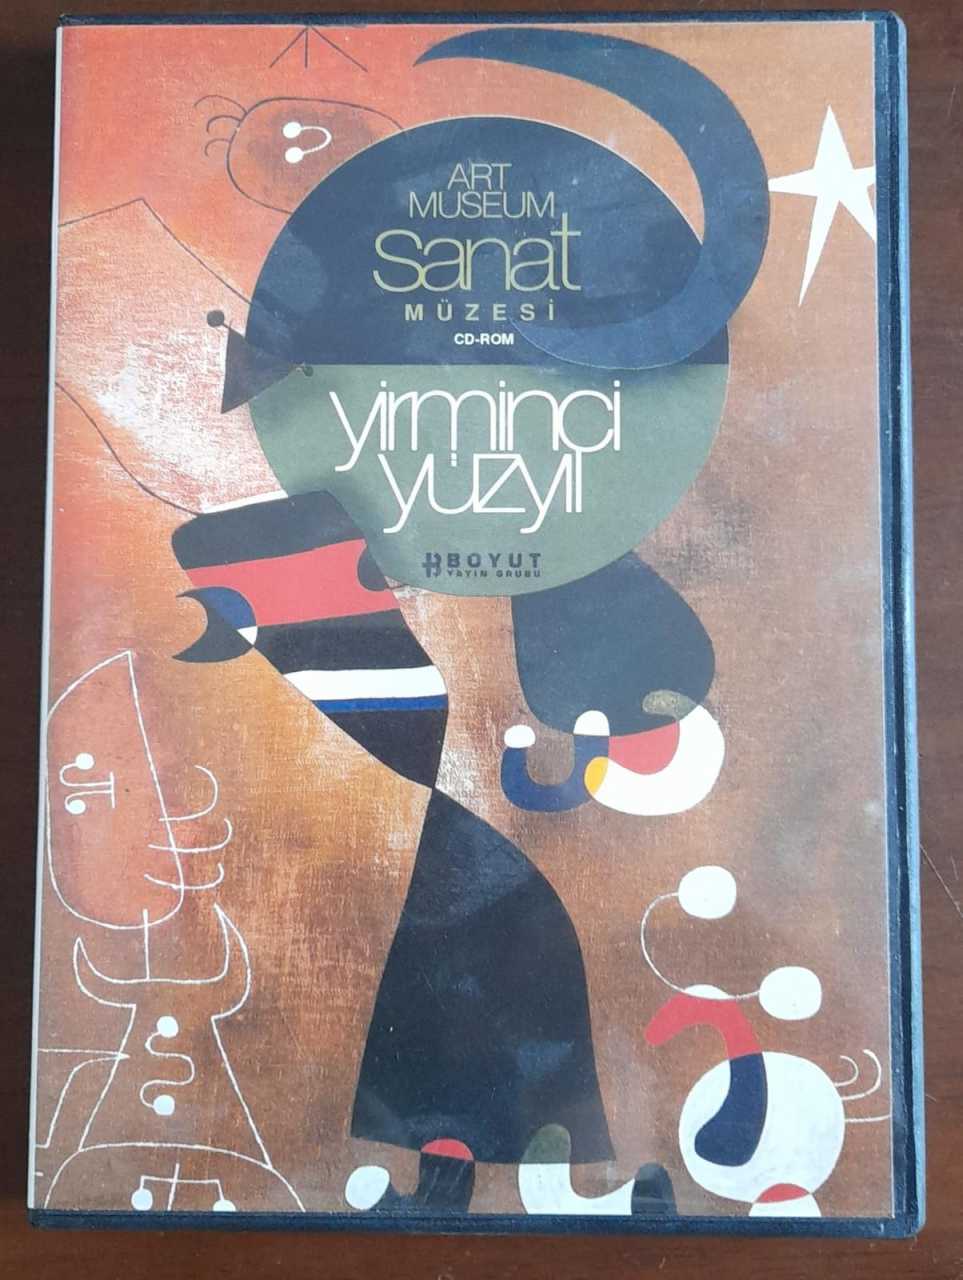 ART
MUSEUM
Sanat
MÜZESİ
CD-ROM
yirminci
yüzyıl
BOYUT
YAYIN GRUBU